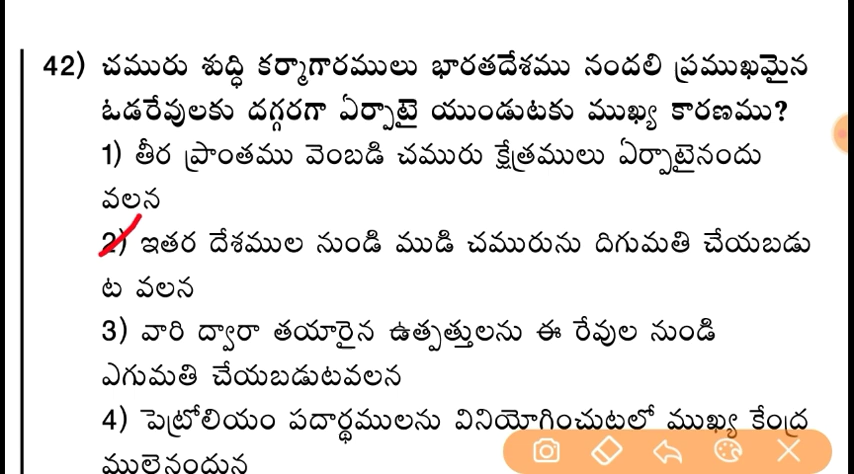 42) చమురు శుద్ధి కర్మాగారములు భారతదేశము నందలి ప్రముఖమైన
ఓడరేవులకు దగ్గరగా ఏర్పాటై యుండుటకు ముఖ్య కారణము?
1) తీర ప్రాంతము వెంబడి చమురు క్షేత్రములు ఏర్పాటైనందు
వలన
2) ఇతర దేశముల నుండి ముడి చమురును దిగుమతి చేయబడు
ట వలన
3) వారి ద్వారా తయారైన ఉత్పత్తులను ఈ రేవుల నుండి
ఎగుమతి చేయబడుటవలన
4) పెట్రోలియం పదార్థములను వినియోగించుటలో ముఖ్య కేంద్ర
ములైనందున